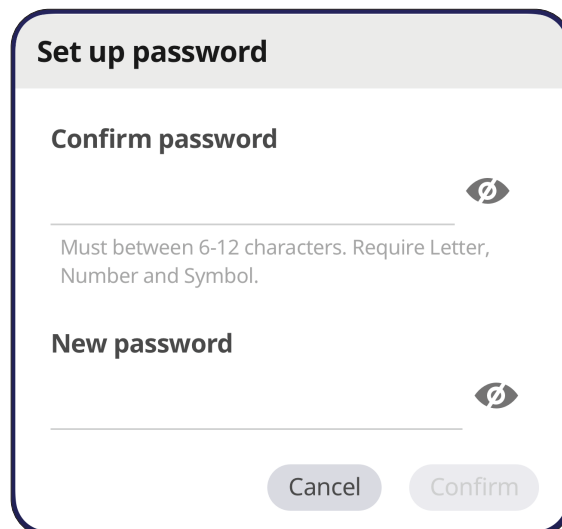 Set up password
Confirm password
Must between 6-12 characters. Require Letter,
Number and Symbol.
New password
Cancel
Confirm